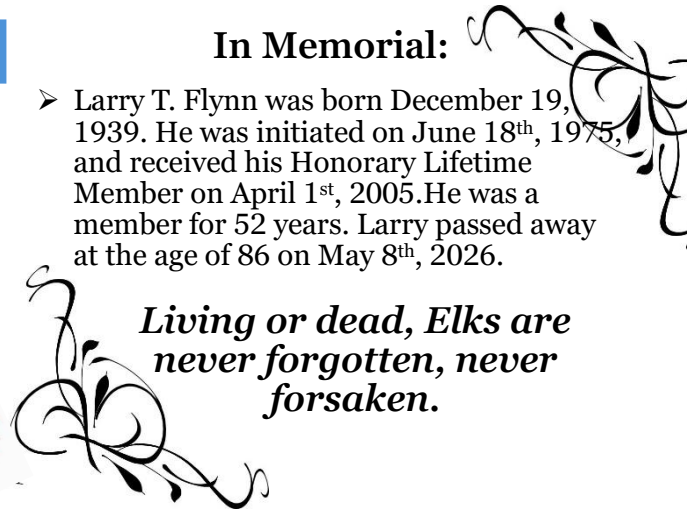 In Memorial:
➢ Larry T. Flynn was born December 19,
1939. He was initiated on June 18th, 1975,
and received his Honorary Lifetime
Member on April 1st, 2005.He was a
member for 52 years. Larry passed away
at the age of 86 on May 8th, 2026.
Living or dead, Elks are
never forgotten, never
forsaken.